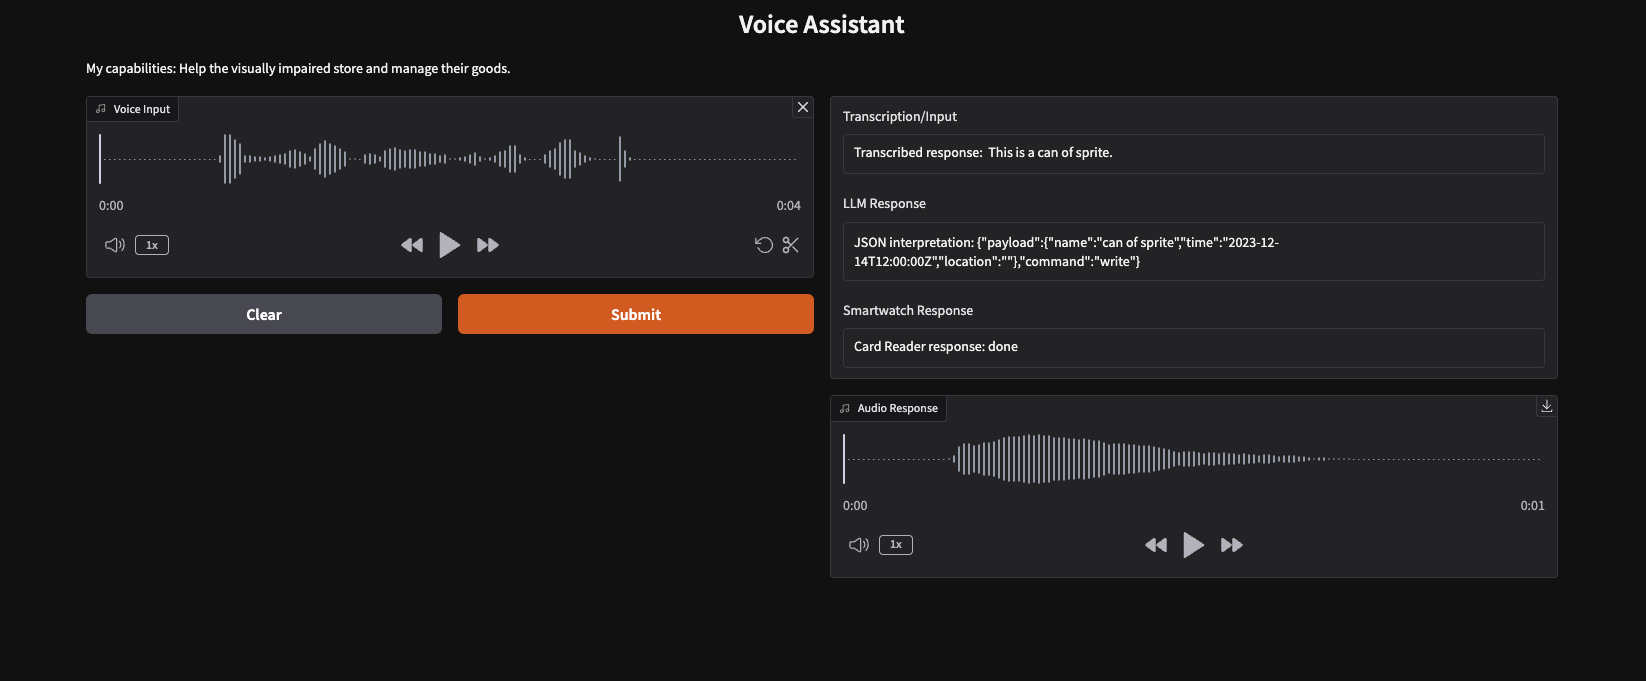 Voice Assistant
My capabilities: Help the visually impaired store and manage their goods.
Voice Input
0:00
0:04
1x
Clear
Submit
Transcription/Input
Transcribed response:  This is a can of sprite.
LLM Response
JSON interpretation: {"payload":{"name":"can of sprite","time":"2023-12-
14T12:00:00Z","location":""},"command":"write"}
Smartwatch Response
Card Reader response: done
Audio Response
0:00
0:01
1x